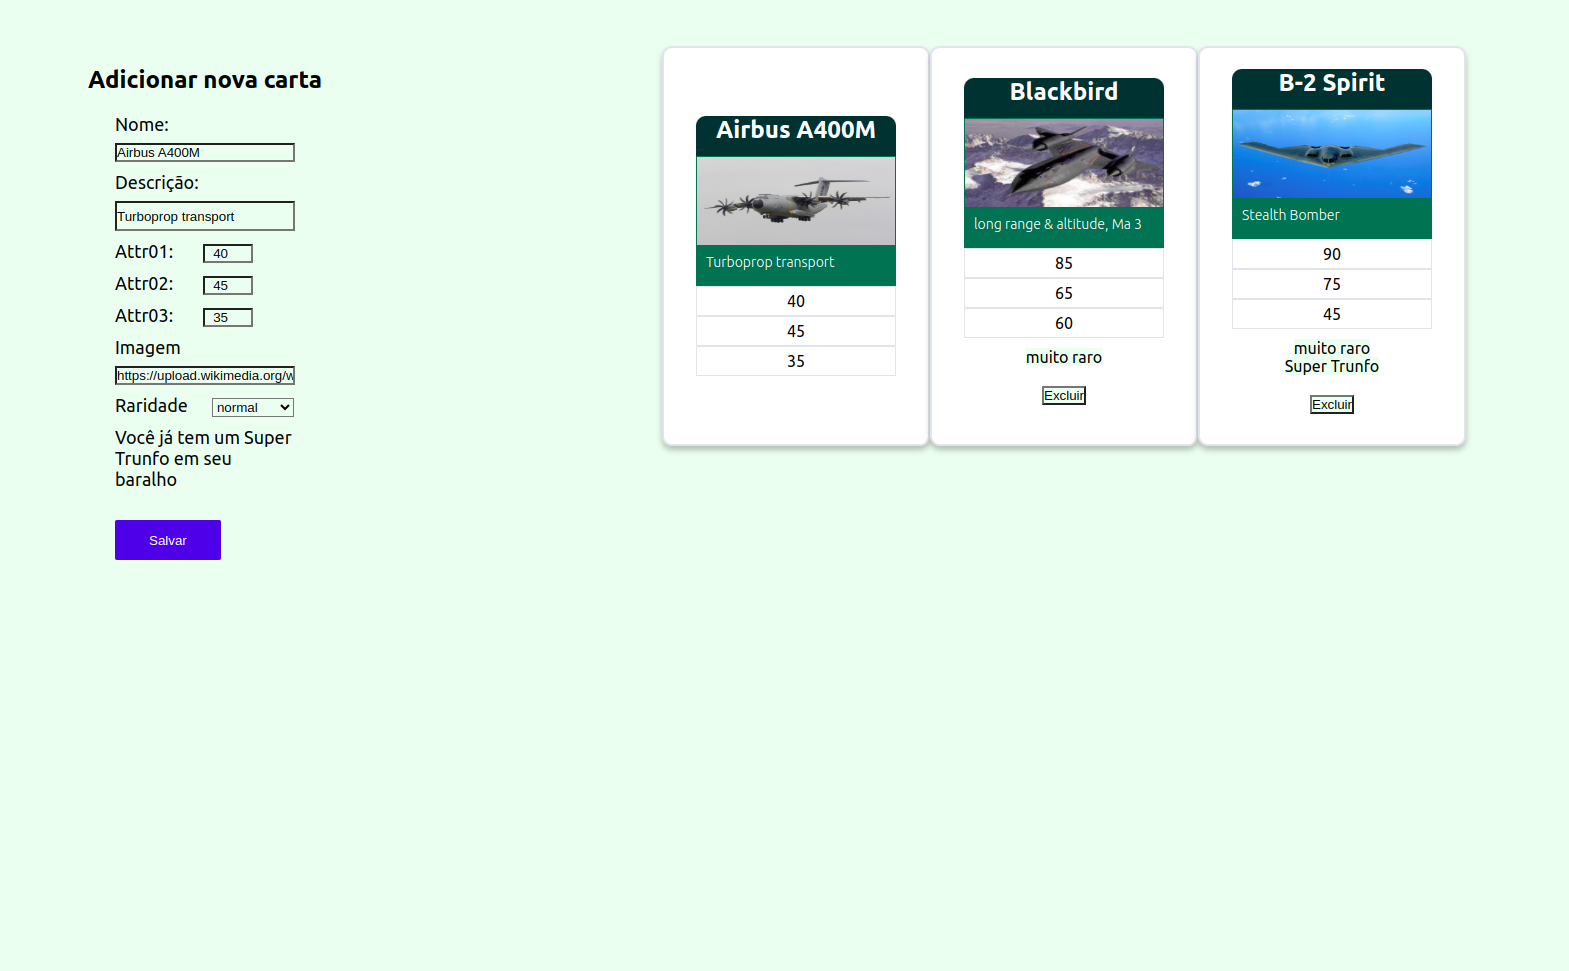 Adicionar nova carta
Nome:
Airbus A400M
Descrição:
Turboprop transport
Attr01: 40
Attr02: 45
Attr03: 35
Imagem
https://upload.wikimedia.org/w
Raridade normal
Você já tem um Super
Trunfo em seu
baralho
Salvar
Airbus A400M
Turboprop transport
40
45
35
Blackbird
long range & altitude, Ma 3
85
65
60
muito raro
Excluir
B-2 Spirit
Stealth Bomber
90
75
45
muito raro
Super Trunfo
Excluir